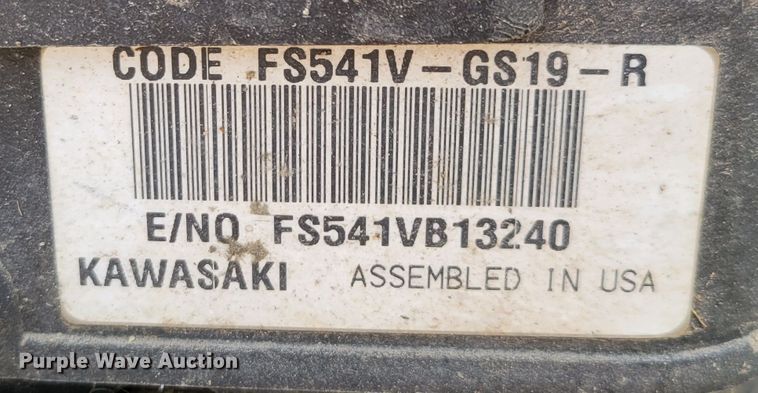 CODE FS541V-GS19-R
E/NO FS541VB13240
KAWASAKI ASSEMBLED IN USA
Purple Wave Auction